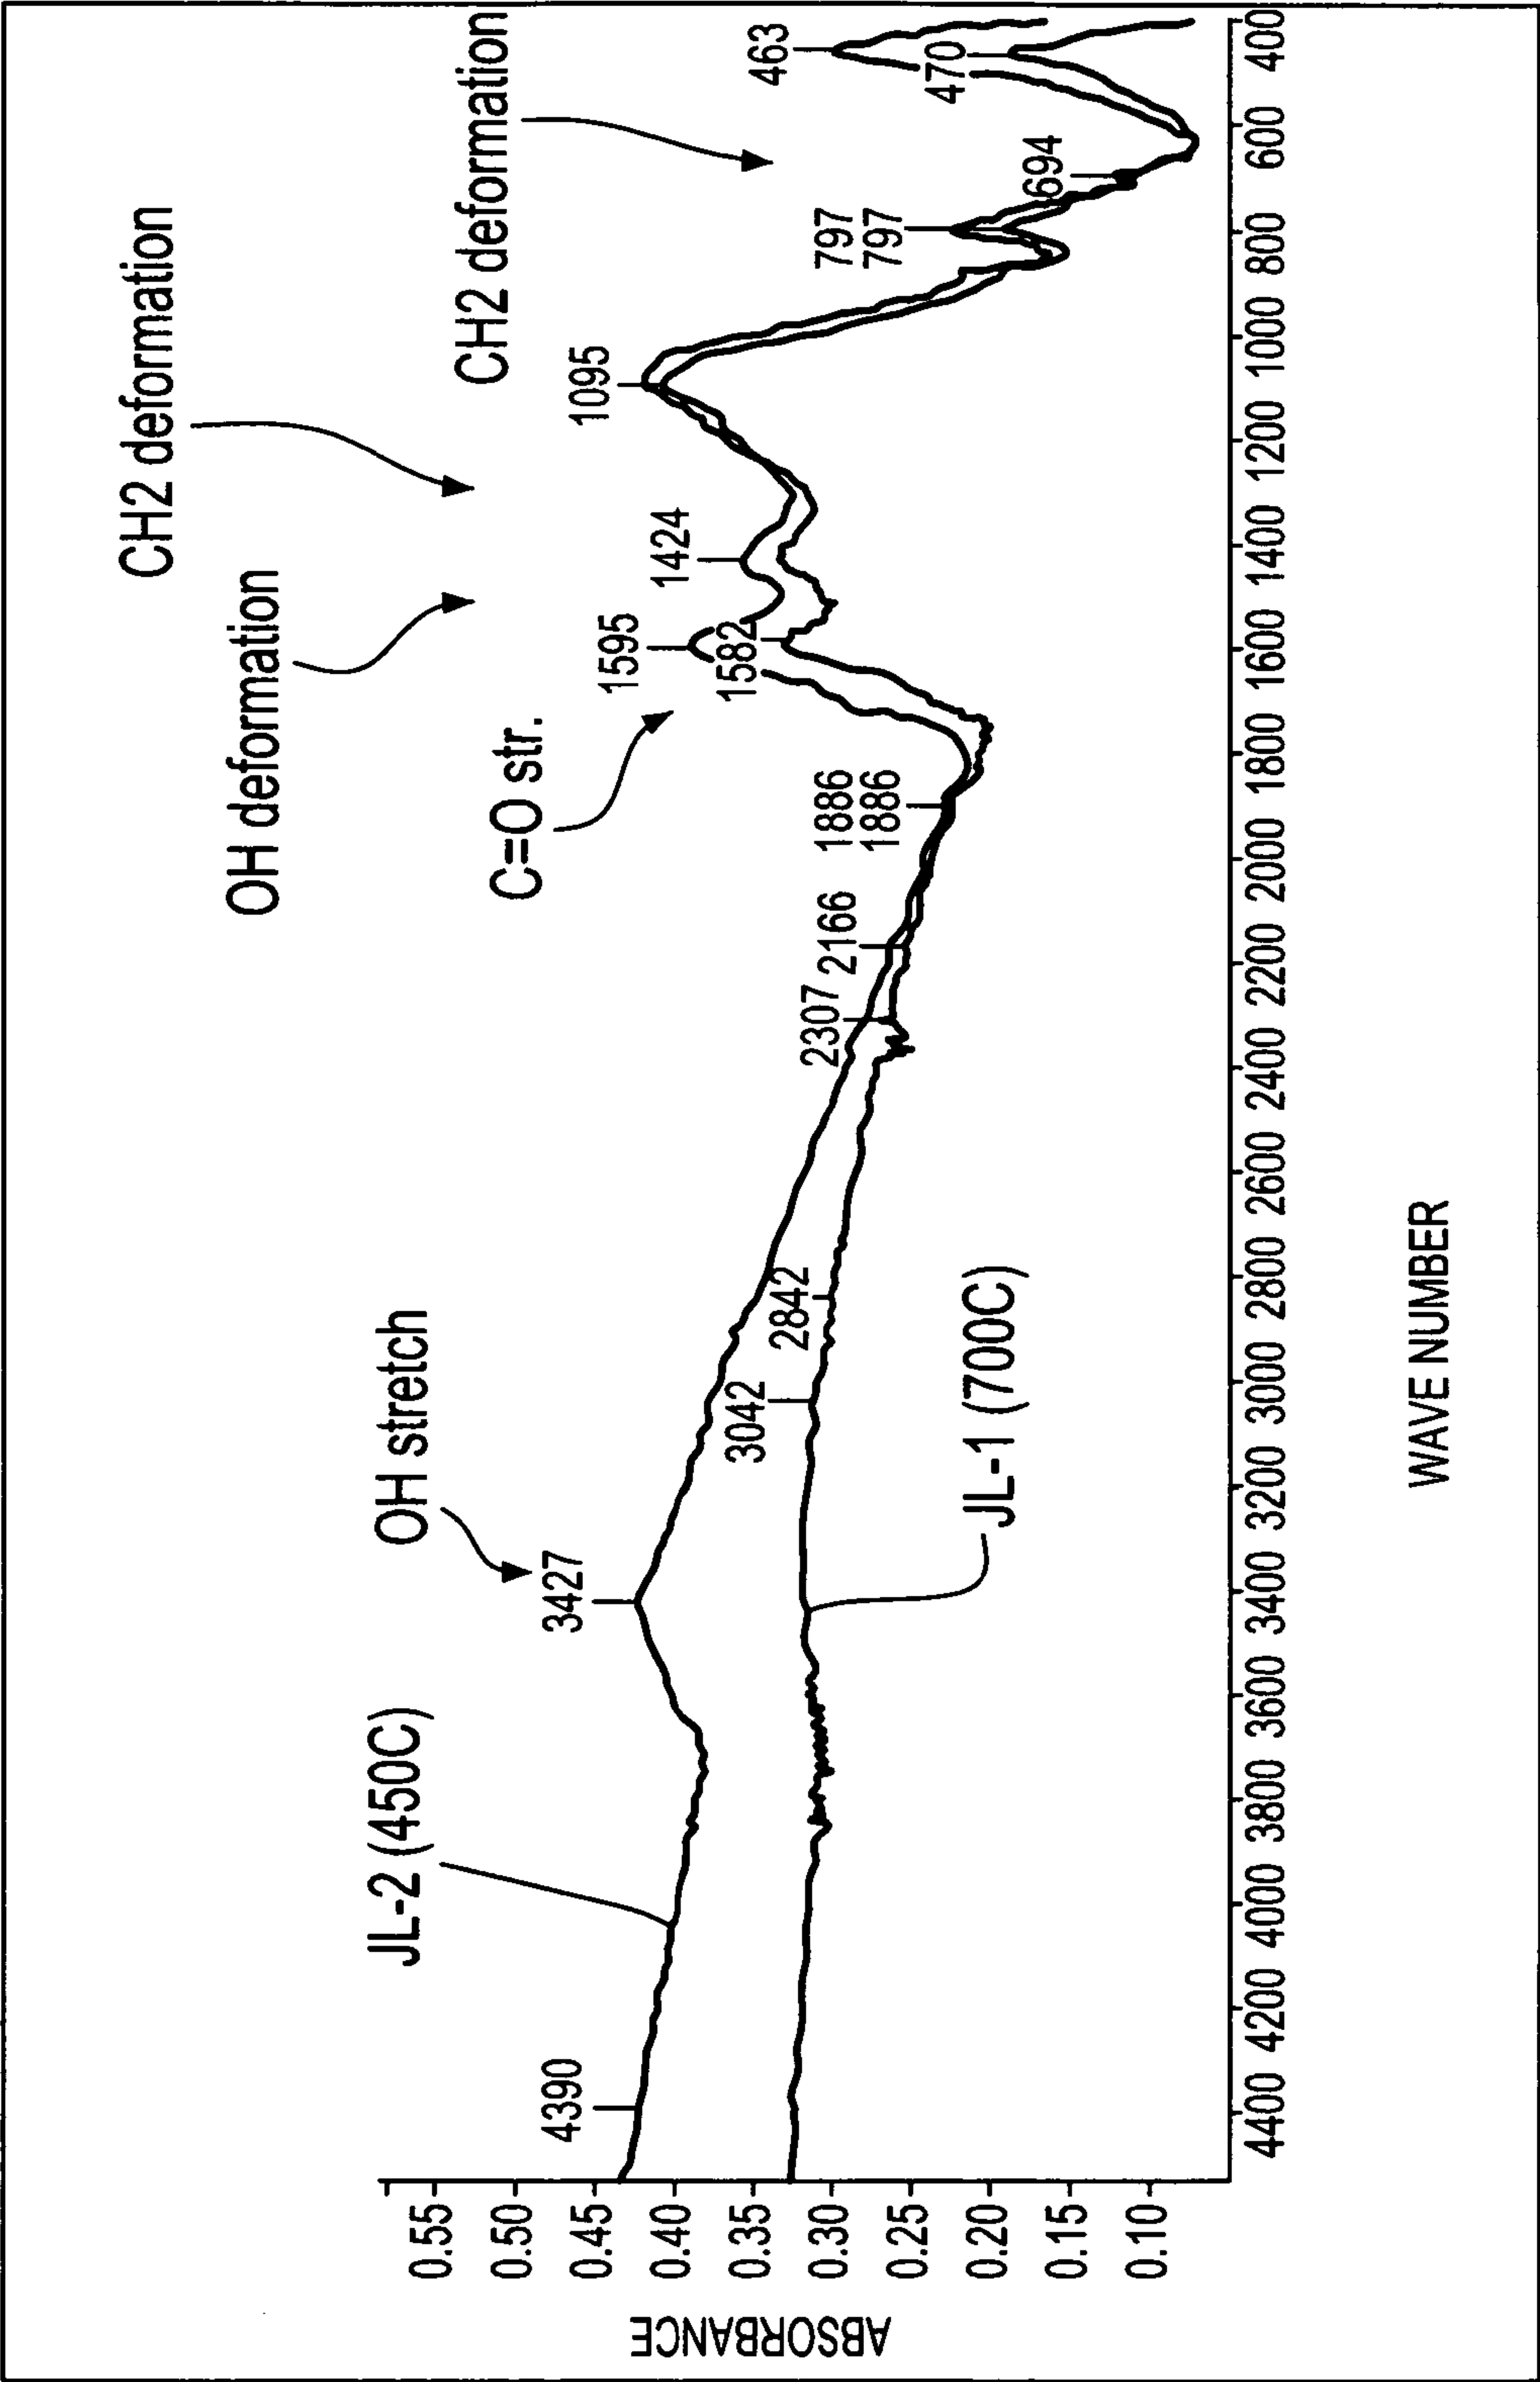 CH2 deformation
OH deformation
CH2 deformation
C=O str.
OH stretch
JL-2 (450C)
JL-1 (700C)
4390
3427
3042
2842
2307
2166
1886
1886
1595
1582
1424
1095
797
797
694
463
470
ABSORBANCE
0.55
0.50
0.45
0.40
0.35
0.30
0.25
0.20
0.15
0.10
4400 4200 4000 3800 3600 3400 3200 3000 2800 2600 2400 2200 2000 1800 1600 1400 1200 1000 800 600 400
WAVE NUMBER